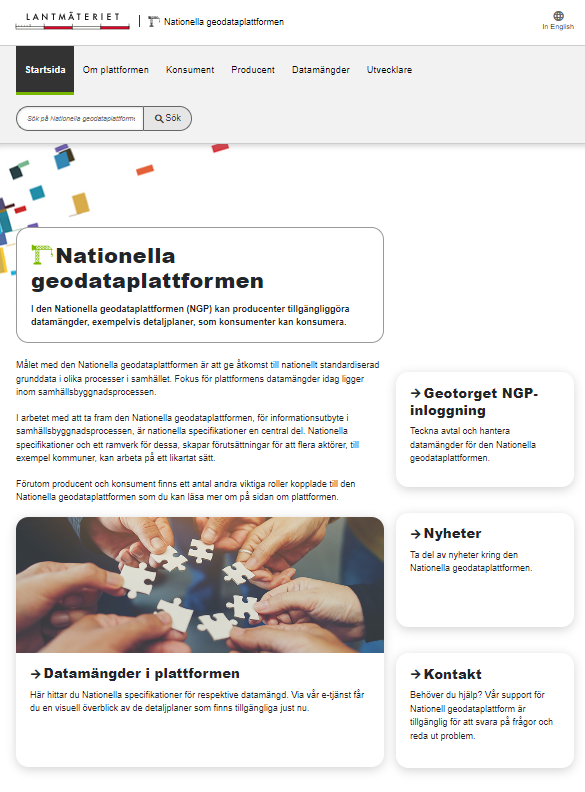 LANTMÄTERIET
Nationella geodataplattformen
In English
Startsida
Om plattformen
Konsument
Producent
Datamängder
Utvecklare
Sök på Nationella geodataplattforme
Sök
Nationella
geodataplattformen
I den Nationella geodataplattformen (NGP) kan producenter tillgängliggöra
datamängder, exempelvis detaljplaner, som konsumenter kan konsumera.
Målet med den Nationella geodataplattformen är att ge åtkomst till nationellt standardiserad
grunddata i olika processer i samhället. Fokus för plattformens datamängder idag ligger
inom samhällsbyggnadsprocessen.
I arbetet med att ta fram den Nationella geodataplattformen, för informationsutbyte i
samhällsbyggnadsprocessen, är nationella specifikationer en central del. Nationella
specifikationer och ett ramverk för dessa, skapar förutsättningar för att flera aktörer, till
exempel kommuner, kan arbeta på ett likartat sätt.
Förutom producent och konsument finns ett antal andra viktiga roller kopplade till den
Nationella geodataplattformen som du kan läsa mer om på sidan om plattformen.
→Datamängder i plattformen
Här hittar du Nationella specifikationer för respektive datamängd. Via vår e-tjänst får
du en visuell överblick av de detaljplaner som finns tillgängliga just nu.
→Geotorget NGP-
inloggning
Teckna avtal och hantera
datamängder för den Nationella
geodataplattformen.
→Nyheter
Ta del av nyheter kring den
Nationella geodataplattformen.
→Kontakt
Behöver du hjälp? Vår support för
Nationell geodataplattform är
tillgänglig för att svara på frågor och
reda ut problem.